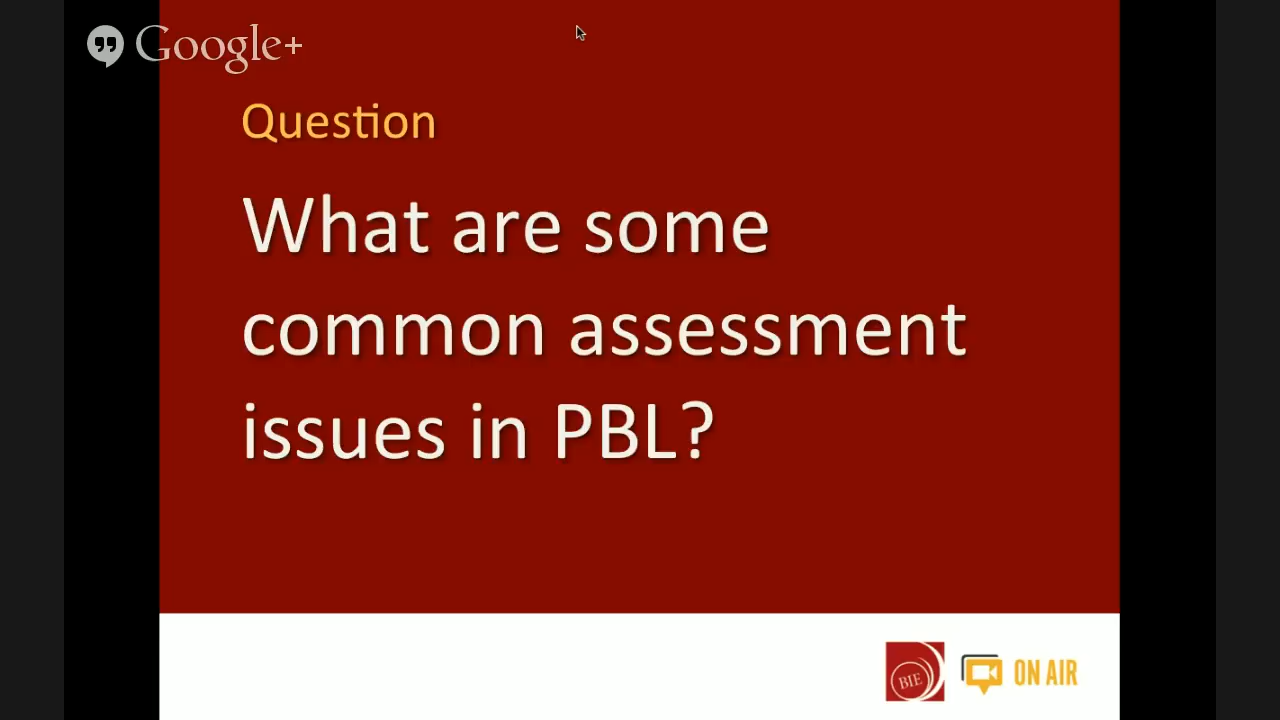 Google+
Question
What are some
common assessment
issues in PBL?
BIE
ON AIR